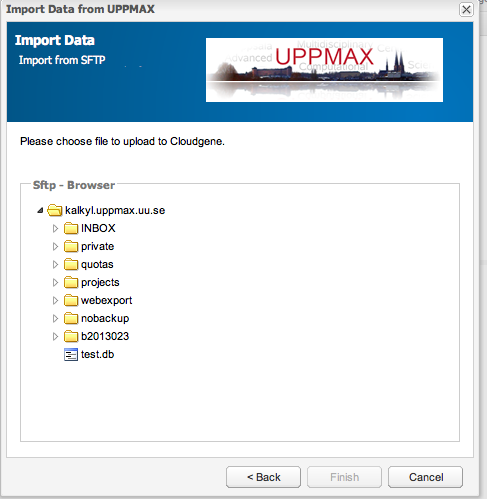 Import Data from UPPMAX
Import Data
Import from SFTP
Multidisciplinary
Advanced
UPPMAX
Computational
Please choose file to upload to Cloudgene.
Sftp - Browser
kalkyl.uppmax.uu.se
INBOX
private
quotas
projects
webexport
nobackup
b2013023
test.db
< Back
Finish
Cancel